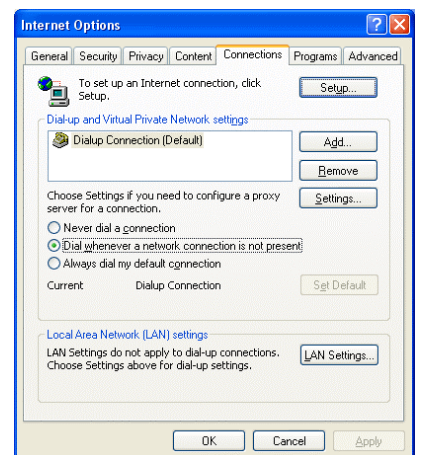 Internet Options
General Security Privacy Content Connections Programs Advanced
To set up an Internet connection, click
Setup.
Setup...
Dial-up and Virtual Private Network settings
Dialup Connection (Default)
Add...
Remove
Choose Settings if you need to configure a proxy
server for a connection.
Settings...
Never dial a connection
Dial whenever a network connection is not present
Always dial my default connection
Current Dialup Connection
Set Default
Local Area Network (LAN) settings
LAN Settings do not apply to dial-up connections.
Choose Settings above for dial-up settings.
LAN Settings...
OK Cancel Apply